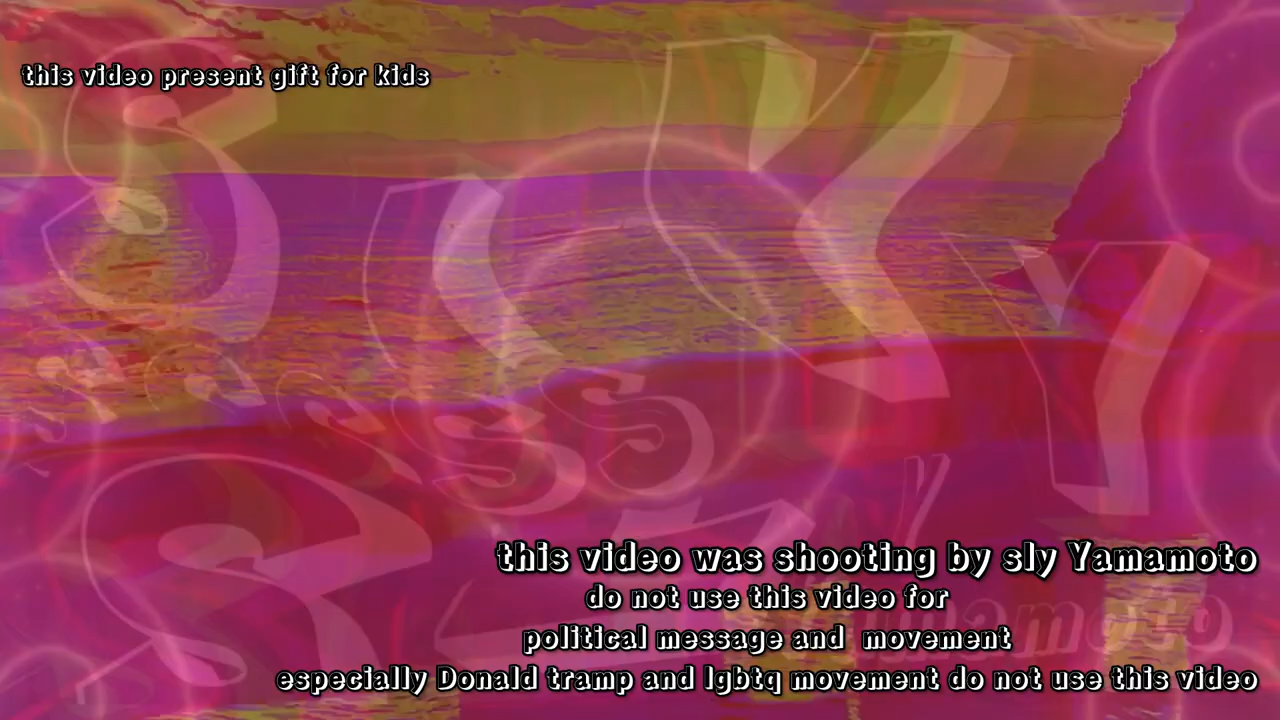 this video present gift for kids
this video was shooting by sly Yamamoto
do not use this video for
political message and movement
especially Donald tramp and lgbtq movement do not use this video